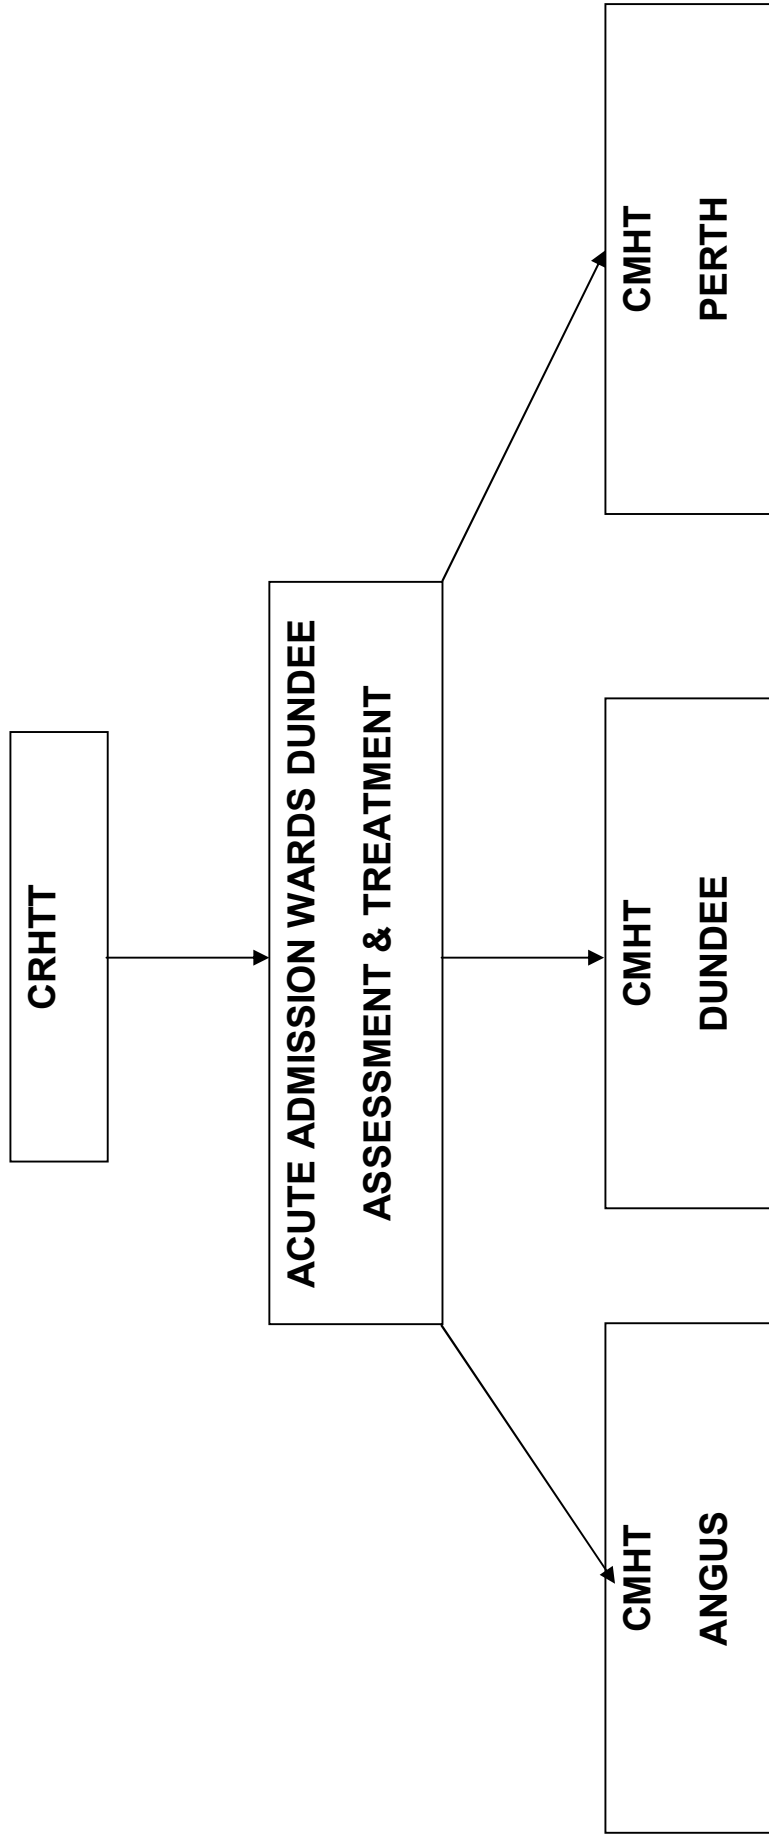 CRHTT
ACUTE ADMISSION WARDS DUNDEE
ASSESSMENT & TREATMENT
CMHT
ANGUS
CMHT
DUNDEE
CMHT
PERTH